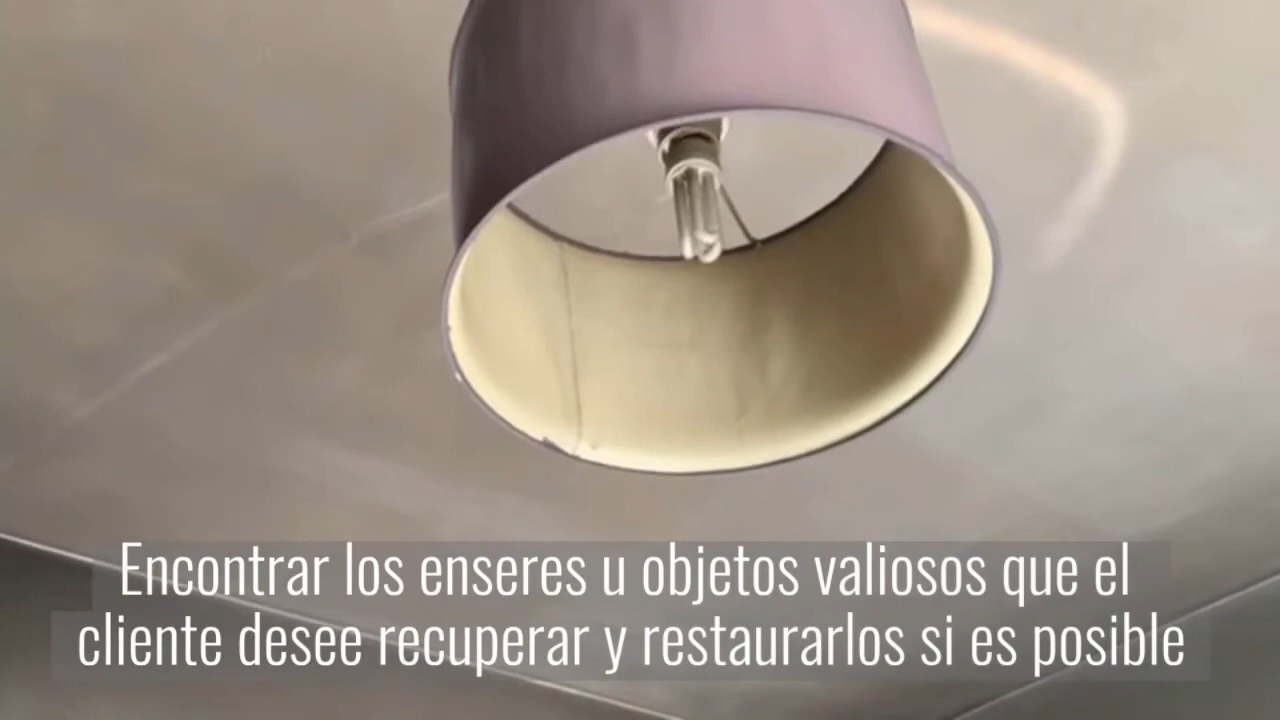 Encontrar los enseres u objetos valiosos que el
cliente desee recuperar y restaurarlos si es posible